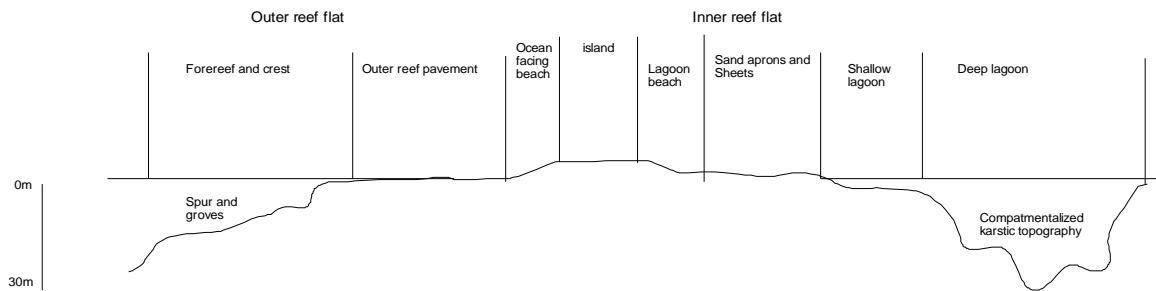 Outer reef flat
Inner reef flat
Forereef and crest
Outer reef pavement
Ocean
facing
beach
island
Lagoon
beach
Sand aprons and
Sheets
Shallow
lagoon
Deep lagoon
0m
Spur and
groves
Compatmentalized
karstic topography
30m